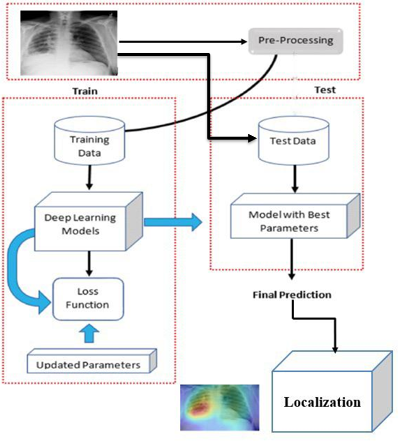 Pre-Processing
Train
Test
Training
Data
Test Data
Deep Learning
Models
Model with Best
Parameters
Loss
Function
Final Prediction
Updated Parameters
Localization